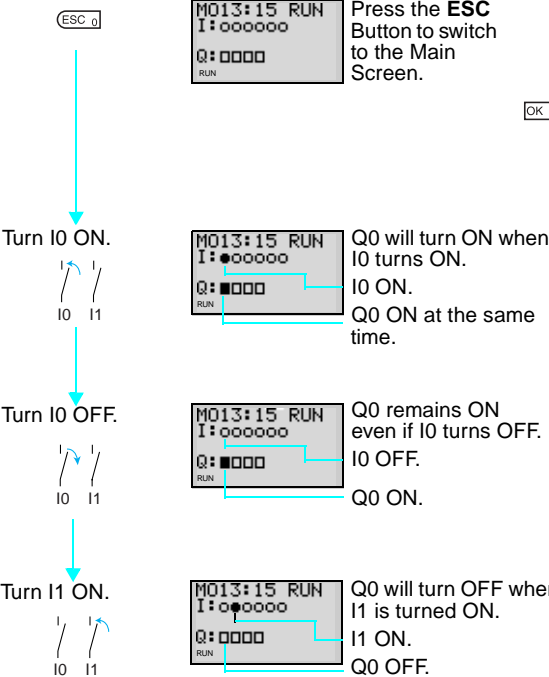 ESC 0
MO13:15 RUN
I:oooooo
Q:□□□□
RUN
Press the ESC
Button to switch
to the Main
Screen.
OK
Turn I0 ON.
I0 I1
MO13:15 RUN
I:●ooooo
Q:■□□□
RUN
Q0 will turn ON when
I0 turns ON.
I0 ON.
Q0 ON at the same
time.
Turn I0 OFF.
I0 I1
MO13:15 RUN
I:oooooo
Q:■□□□
RUN
Q0 remains ON
even if I0 turns OFF.
I0 OFF.
Q0 ON.
Turn I1 ON.
I0 I1
MO13:15 RUN
I:o●oooo
Q:□□□□
RUN
Q0 will turn OFF when
I1 is turned ON.
I1 ON.
Q0 OFF.